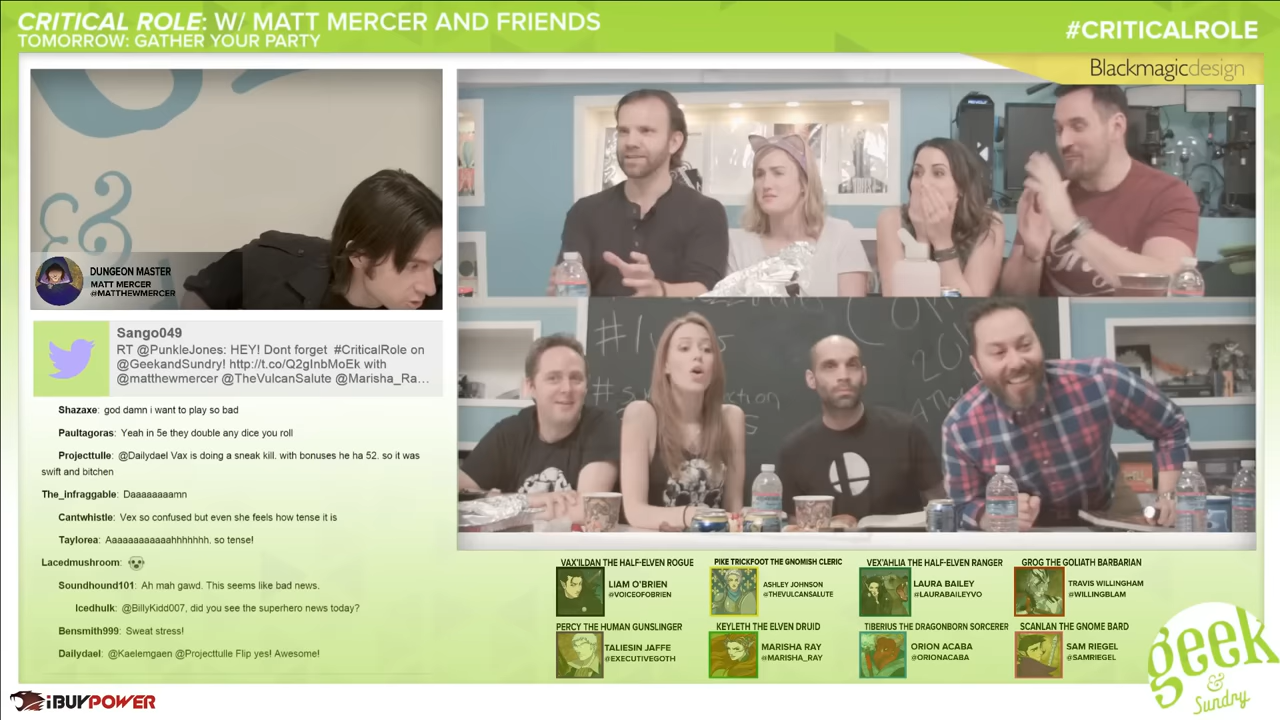 CRITICAL ROLE: W/ MATT MERCER AND FRIENDS
TOMORROW: GATHER YOUR PARTY
#CRITICALROLE
Blackmagicdesign
&
DUNGEON MASTER
MATT MERCER
@MATTHEWMERCER
Sango049
RT @PunkleJones: HEY! Dont forget #CriticalRole on
@GeekandSundry! http://t.co/Q2gInbMoEk with
@matthewmercer @TheVulcanSalute @Marisha_Ra…
Shazaxe: god damn i want to play so bad
Paultagoras: Yeah in 5e they double any dice you roll
Projecttulle: @Dailydael Vax is doing a sneak kill. with bonuses he ha 52. so it was
swift and bitchen
The_infraggable: Daaaaaaaamn
Cantwhistle: Vex so confused but even she feels how tense it is
Taylorea: Aaaaaaaaaaahhhhhhh. so tense!
Lacedmushroom:
Soundhound101: Ah mah gawd. This seems like bad news.
Icedhulk: @BillyKidd007, did you see the superhero news today?
Bensmith999: Sweat stress!
Dailydael: @Kaelemgaen @Projecttulle Flip yes! Awesome!
VAX'ILDAN THE HALF-ELVEN ROGUE
LIAM O'BRIEN
@VOICEOFOBRIEN
PIKE TRICKFOOT THE GNOMISH CLERIC
ASHLEY JOHNSON
@THEVULCANSALUTE
VEX'AHLIA THE HALF-ELVEN RANGER
LAURA BAILEY
@LAURABAILEYVO
GROG THE GOLIATH BARBARIAN
TRAVIS WILLINGHAM
@WILLINGBLAM
PERCY THE HUMAN GUNSLINGER
TALIESIN JAFFE
@EXECUTIVEGOTH
KEYLETH THE ELVEN DRUID
MARISHA RAY
@MARISHA_RAY
TIBERIUS THE DRAGONBORN SORCERER
ORION ACABA
@ORIONACABA
SCANLAN THE GNOME BARD
SAM RIEGEL
@SAMRIEGEL
geek
&
Sundry
iBUYPOWER